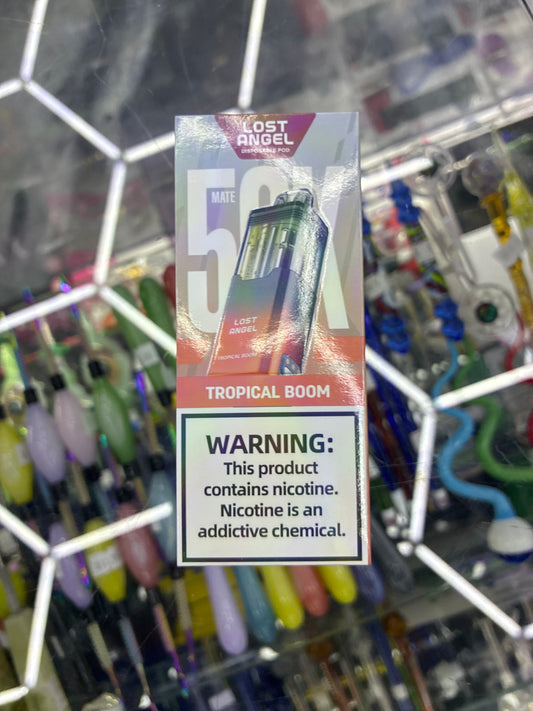 LOST
ANGEL
DISPOSABLE POD
MATE
50K
LOST
ANGEL
TROPICAL BOOM
TROPICAL BOOM
WARNING:
This product
contains nicotine.
Nicotine is an
addictive chemical.